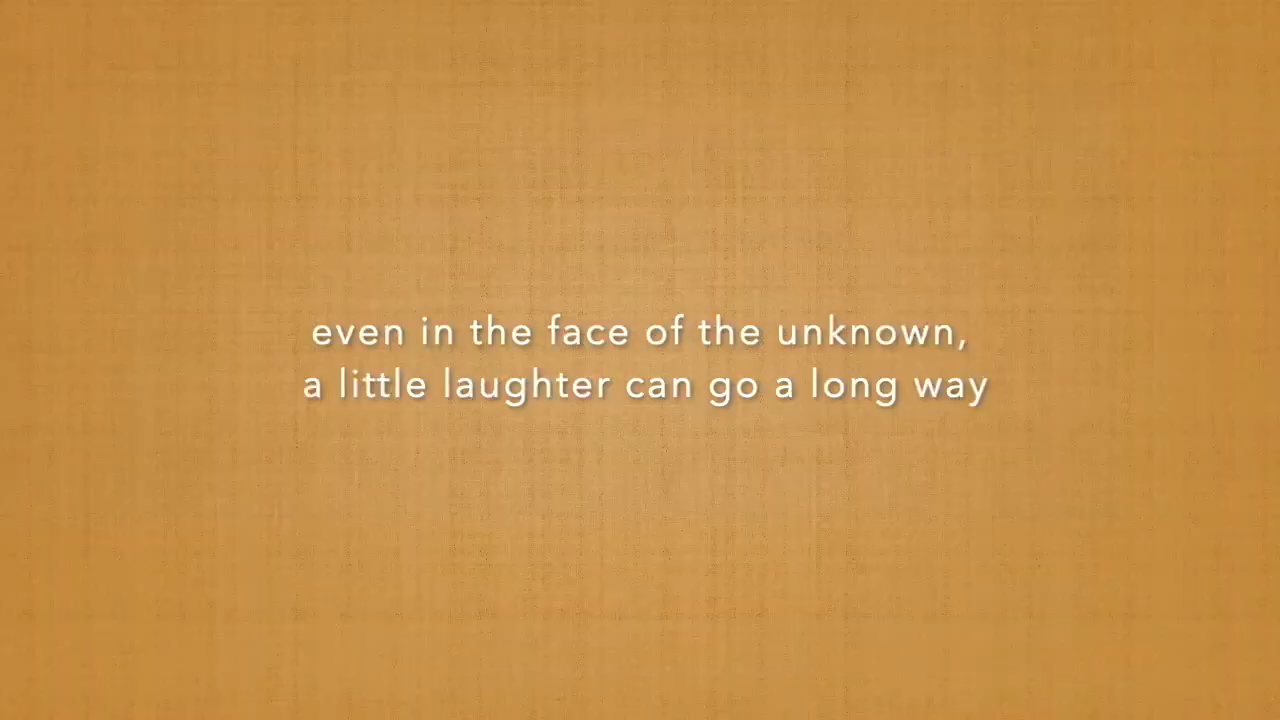 even in the face of the unknown,
a little laughter can go a long way